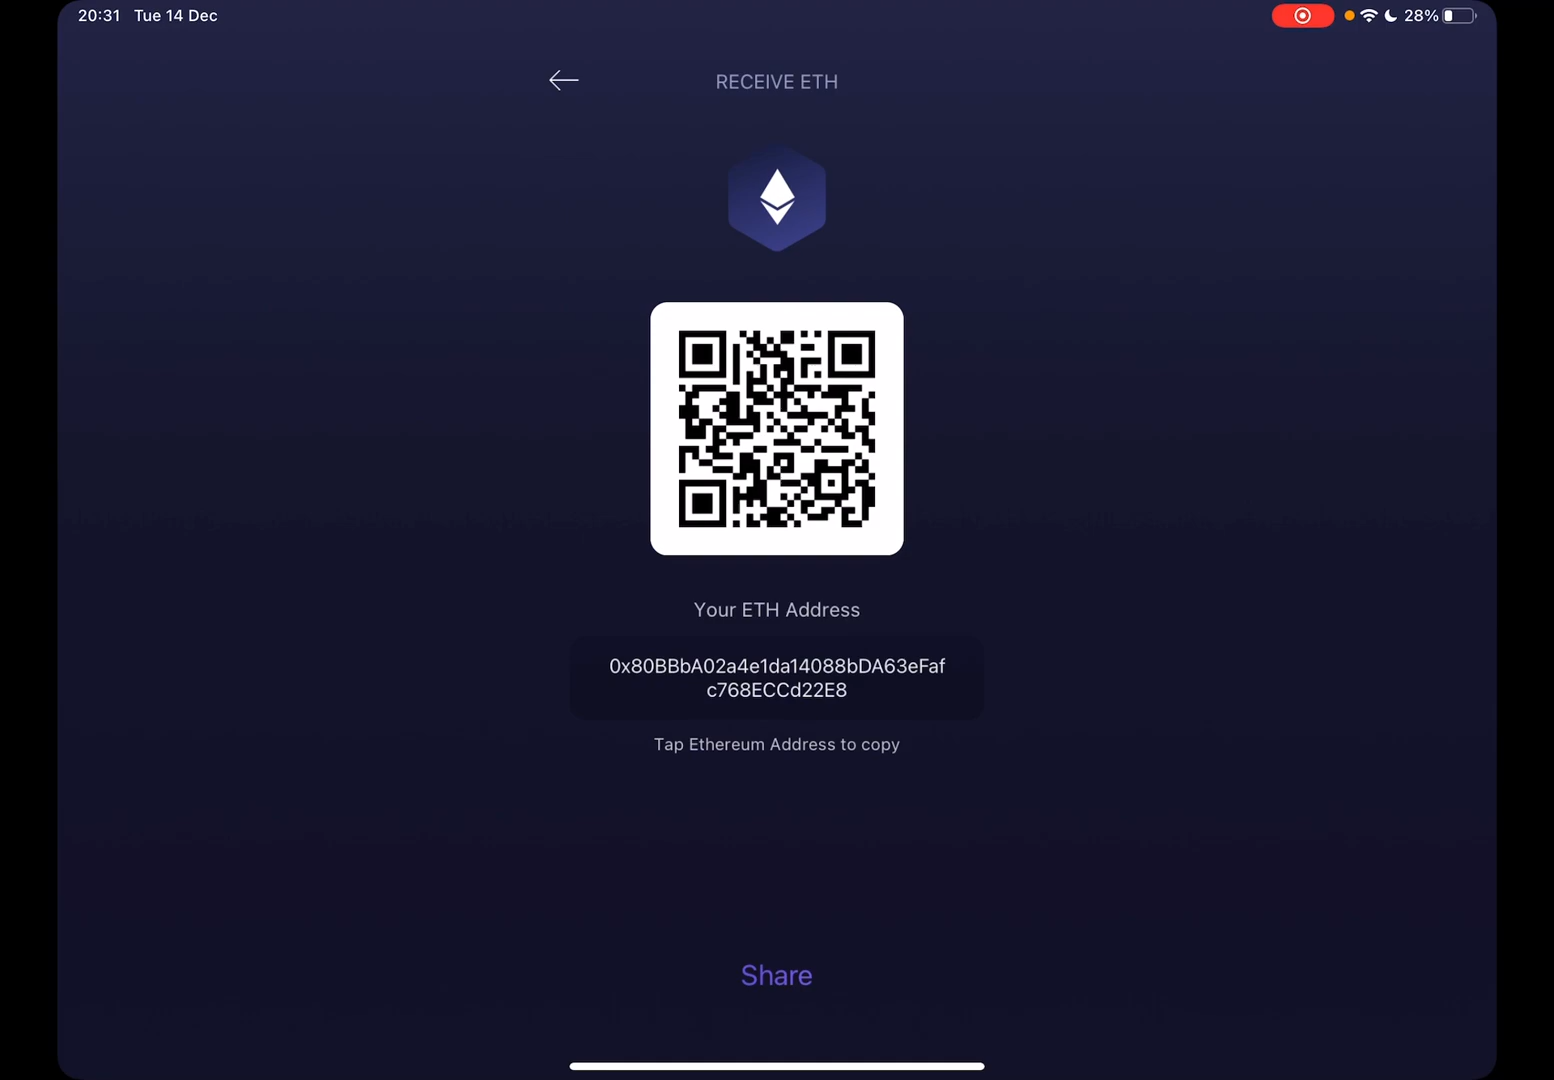 20:31 Tue 14 Dec
28%
RECEIVE ETH
Your ETH Address
0x80BBbA02a4e1da14088bDA63eFaf
c768ECCd22E8
Tap Ethereum Address to copy
Share